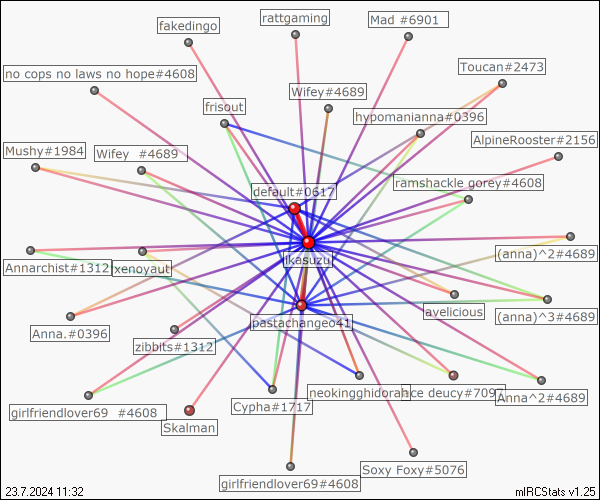 fakedingo
rattgaming
Mad #6901
no cops no laws no hope#4608
Toucan#2473
Wifey#4689
frisout
hypomanianna#0396
AlpineRooster#2156
Mushy#1984
Wifey #4689
ramshackle gorey#4608
default#0617
ikasuzu
(anna)^2#4689
Annarchist#1312
xenoyaut
ayelicious
(anna)^3#4689
pastachangeo41
Anna.#0396
zibbits#1312
neokingghidorah
ace deucy#7097
Anna^2#4689
girlfriendlover69 #4608
Skalman
Cypha#1717
girlfriendlover69#4608
Soxy Foxy#5076
23.7.2024 11:32
mIRCStats v1.25